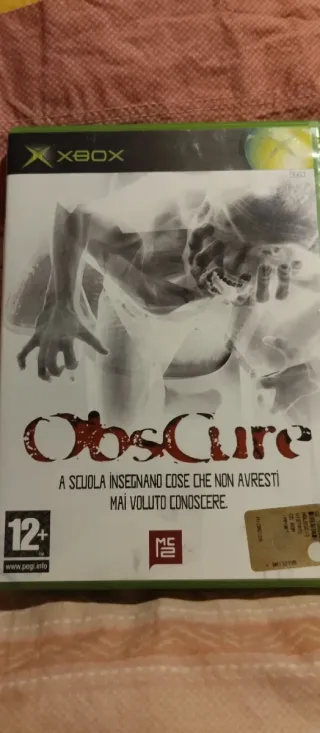 XBOX
ObsCure
A SCUOLA INSEGNANO COSE CHE NON AVRESTI
MAI VOLUTO CONOSCERE.
12+
www.pegi.info
MC2